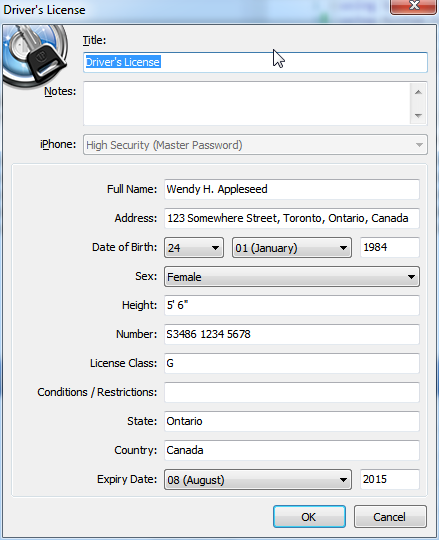 Driver's License
Title:
Driver's License
Notes:
iPhone: High Security (Master Password)
Full Name: Wendy H. Appleseed
Address: 123 Somewhere Street, Toronto, Ontario, Canada
Date of Birth: 24 01 (January) 1984
Sex: Female
Height: 5' 6"
Number: S3486 1234 5678
License Class: G
Conditions / Restrictions:
State: Ontario
Country: Canada
Expiry Date: 08 (August) 2015
OK Cancel